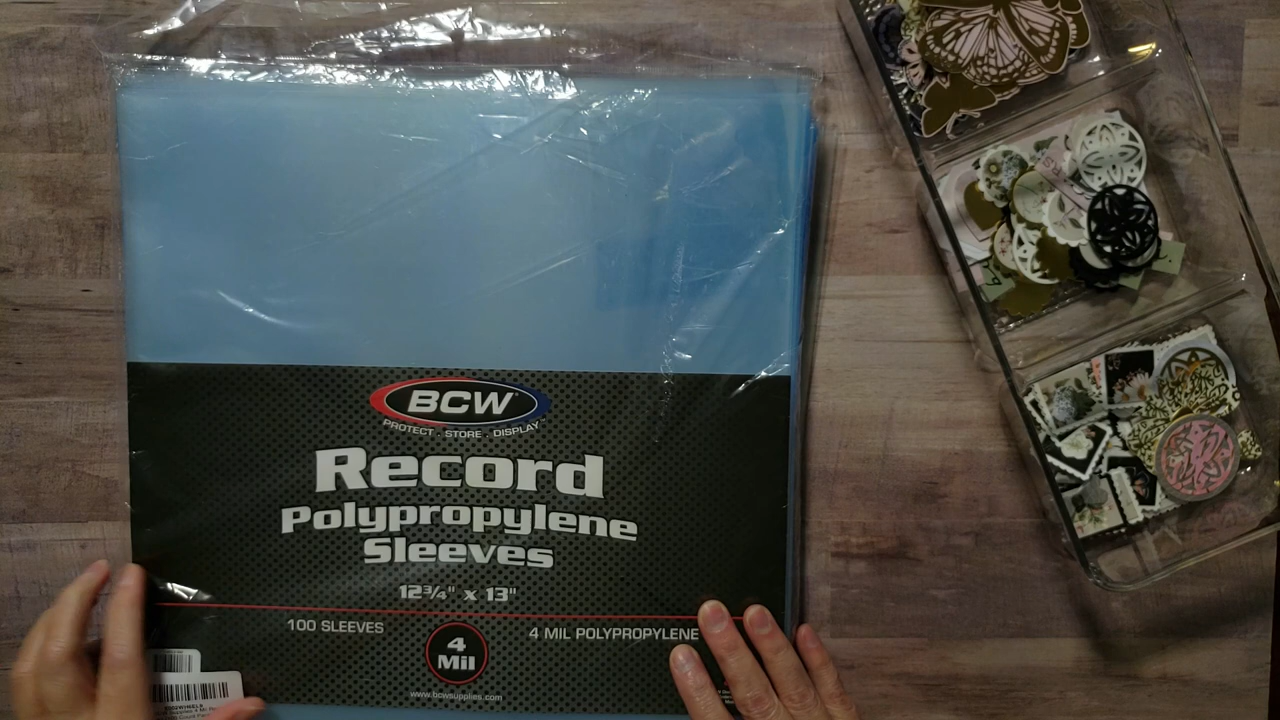 BCW
PROTECT . STORE . DISPLAY
Record
Polypropylene
Sleeves
12¾" x 13"
100 SLEEVES
4 Mil
4 MIL POLYPROPYLENE
www.bcwsupplies.com